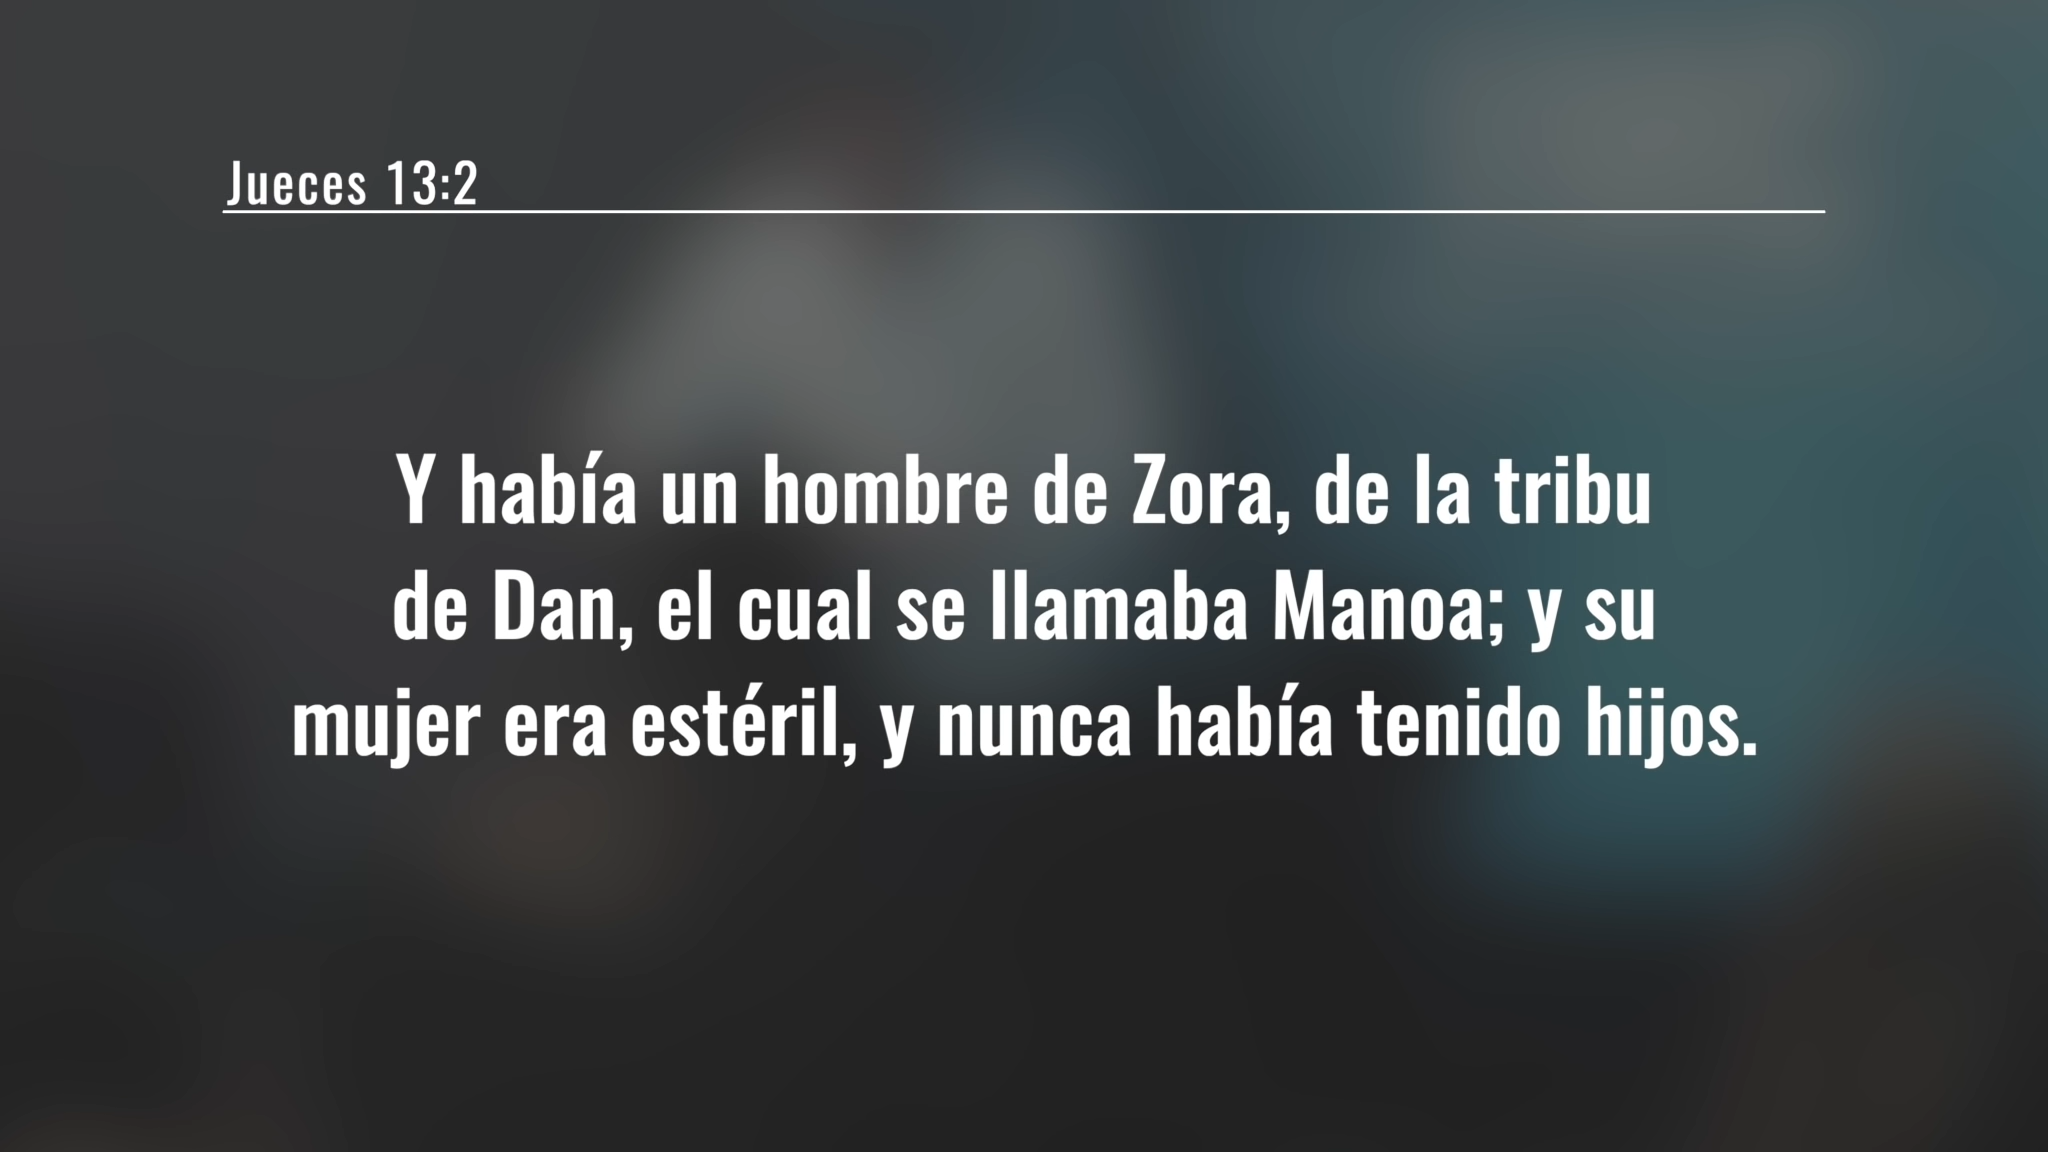 Jueces 13:2
Y había un hombre de Zora, de la tribu
de Dan, el cual se llamaba Manoa; y su
mujer era estéril, y nunca había tenido hijos.